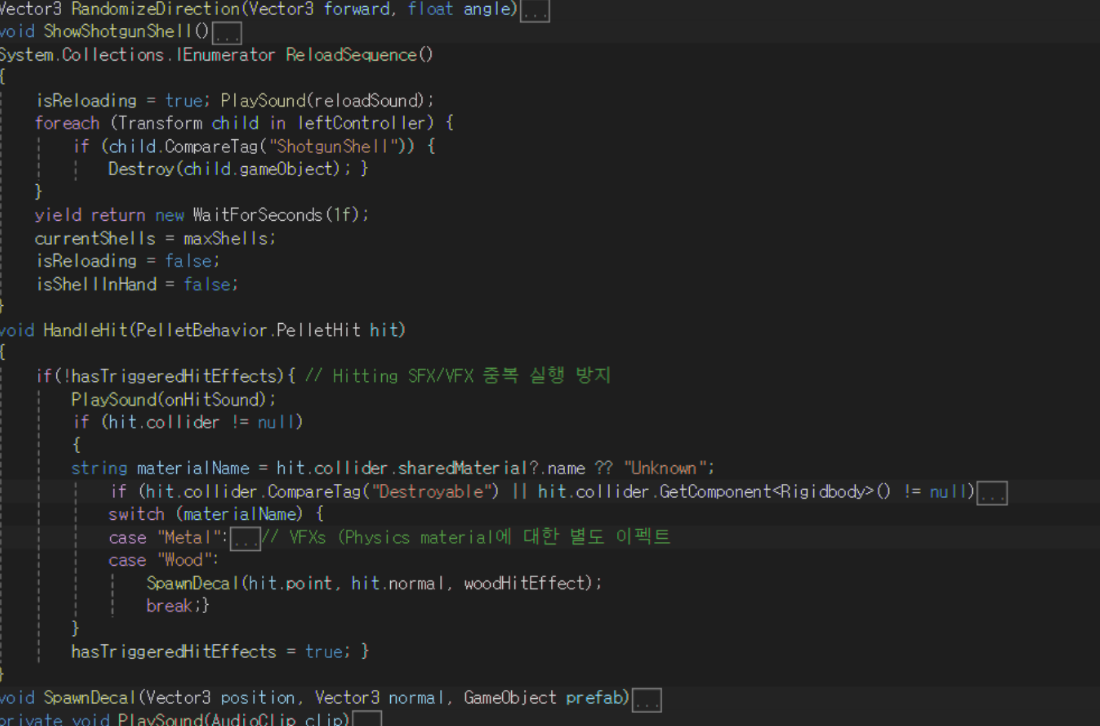 Vector3 RandomizeDirection(Vector3 forward, float angle)...
void ShowShotgunShell()...
System.Collections.IEnumerator ReloadSequence()
{
isReloading = true; PlaySound(reloadSound);
foreach (Transform child in leftController) {
if (child.CompareTag("ShotgunShell")) {
Destroy(child.gameObject); }
}
yield return new WaitForSeconds(1f);
currentShells = maxShells;
isReloading = false;
isShellInHand = false;
}
void HandleHit(PelletBehavior.PelletHit hit)
{
if(!hasTriggeredHitEffects){ // Hitting SFX/VFX 중복 실행 방지
PlaySound(onHitSound);
if (hit.collider != null)
{
string materialName = hit.collider.sharedMaterial?.name ?? "Unknown";
if (hit.collider.CompareTag("Destroyable") || hit.collider.GetComponent<Rigidbody>() != null)...
switch (materialName) {
case "Metal":...// VFXs (Physics material에 대한 별도 이펙트
case "Wood":
SpawnDecal(hit.point, hit.normal, woodHitEffect);
break;}
}
hasTriggeredHitEffects = true; }
}
void SpawnDecal(Vector3 position, Vector3 normal, GameObject prefab)...
private void PlaySound(AudioClip clip)...